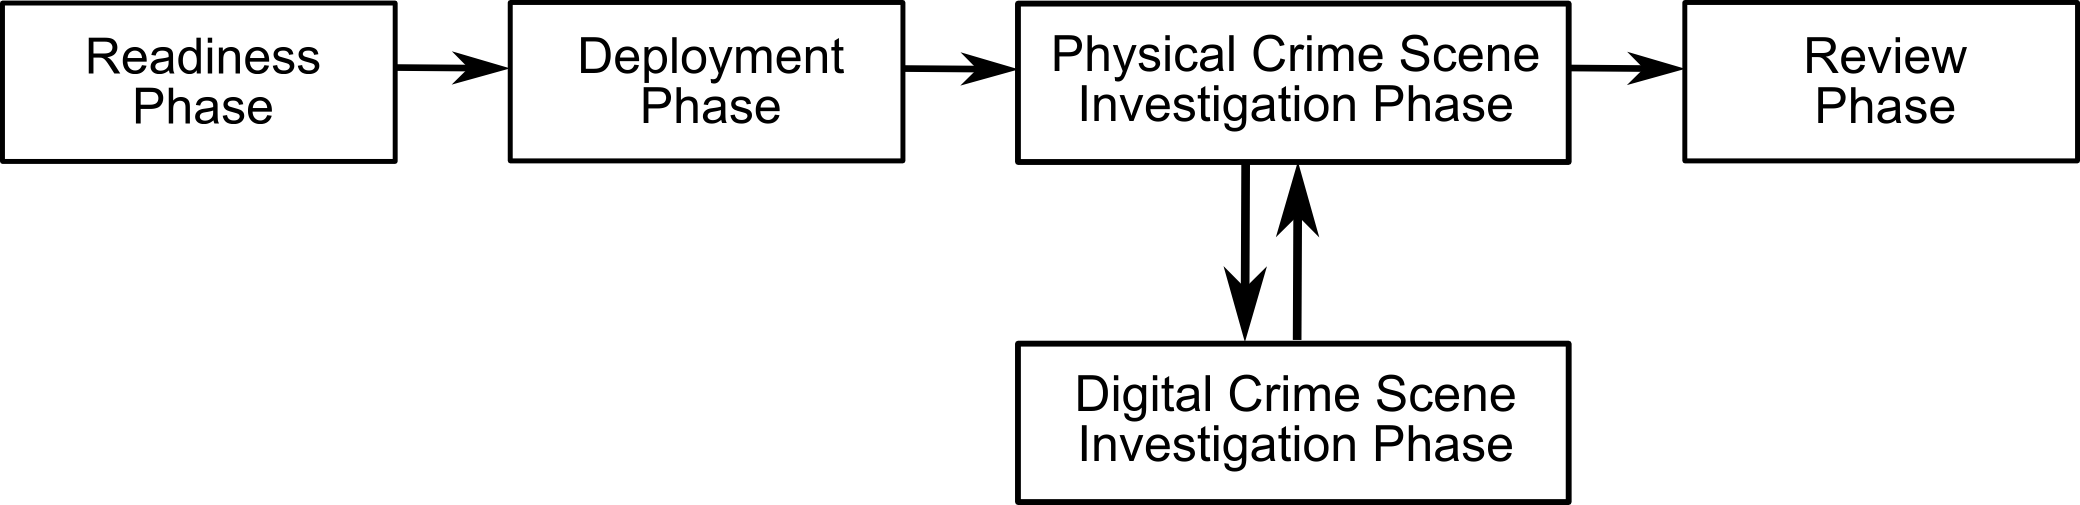 Readiness
Phase
Deployment
Phase
Physical Crime Scene
Investigation Phase
Review
Phase
Digital Crime Scene
Investigation Phase